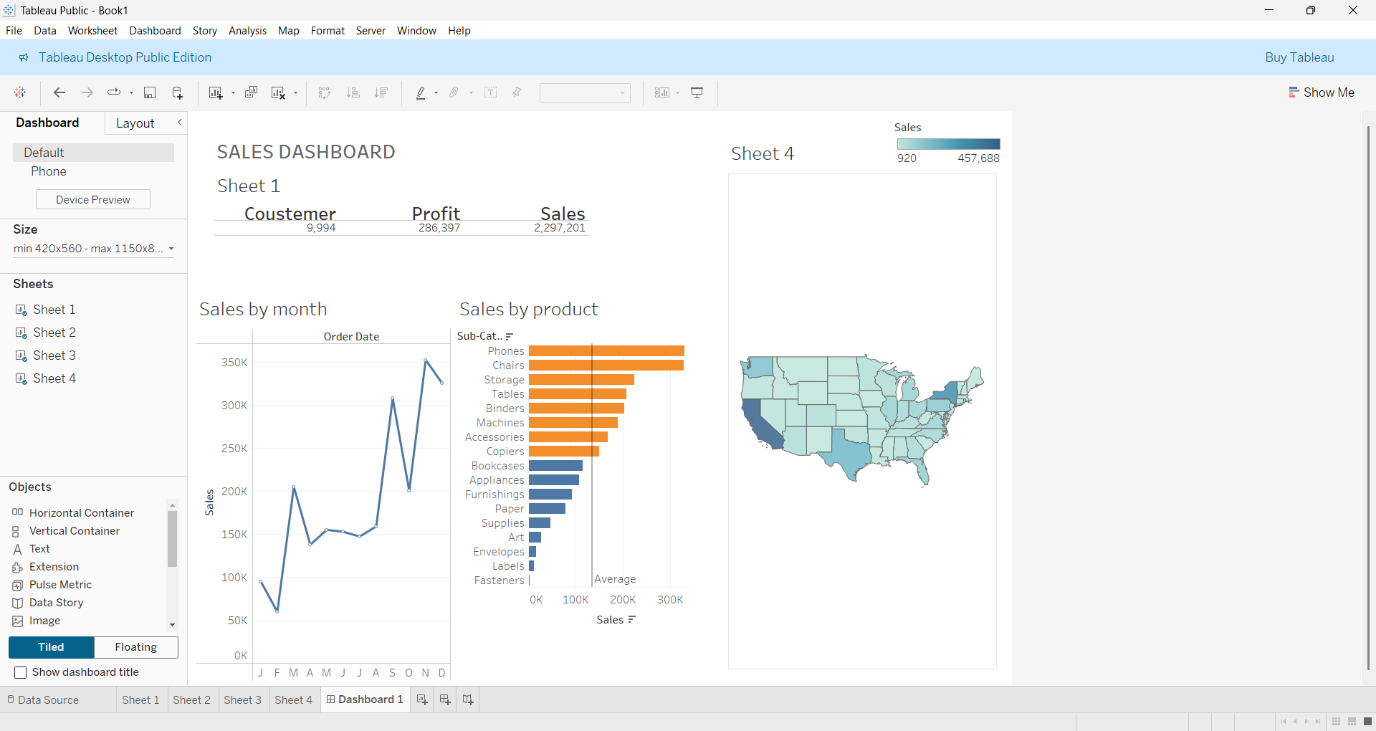 Tableau Public - Book1
File Data Worksheet Dashboard Story Analysis Map Format Server Window Help
Tableau Desktop Public Edition
Buy Tableau
Show Me
Dashboard Layout
Default
Phone
Device Preview
Size
min 420x560 - max 1150x8...
Sheets
Sheet 1
Sheet 2
Sheet 3
Sheet 4
Objects
Horizontal Container
Vertical Container
Text
Extension
Pulse Metric
Data Story
Image
Tiled Floating
Show dashboard title
SALES DASHBOARD
Sheet 1
Coustemer Profit Sales
9,994 286,397 2,297,201
Sales by month
Order Date
350K
300K
250K
200K
150K
100K
50K
0K
Sales
J F M A M J J A S O N D
Sales by product
Sub-Cat..
Phones
Chairs
Storage
Tables
Binders
Machines
Accessories
Copiers
Bookcases
Appliances
Furnishings
Paper
Supplies
Art
Envelopes
Labels
Fasteners
Average
0K 100K 200K 300K
Sales
Sheet 4
Sales
920 457,688
Data Source Sheet 1 Sheet 2 Sheet 3 Sheet 4 Dashboard 1